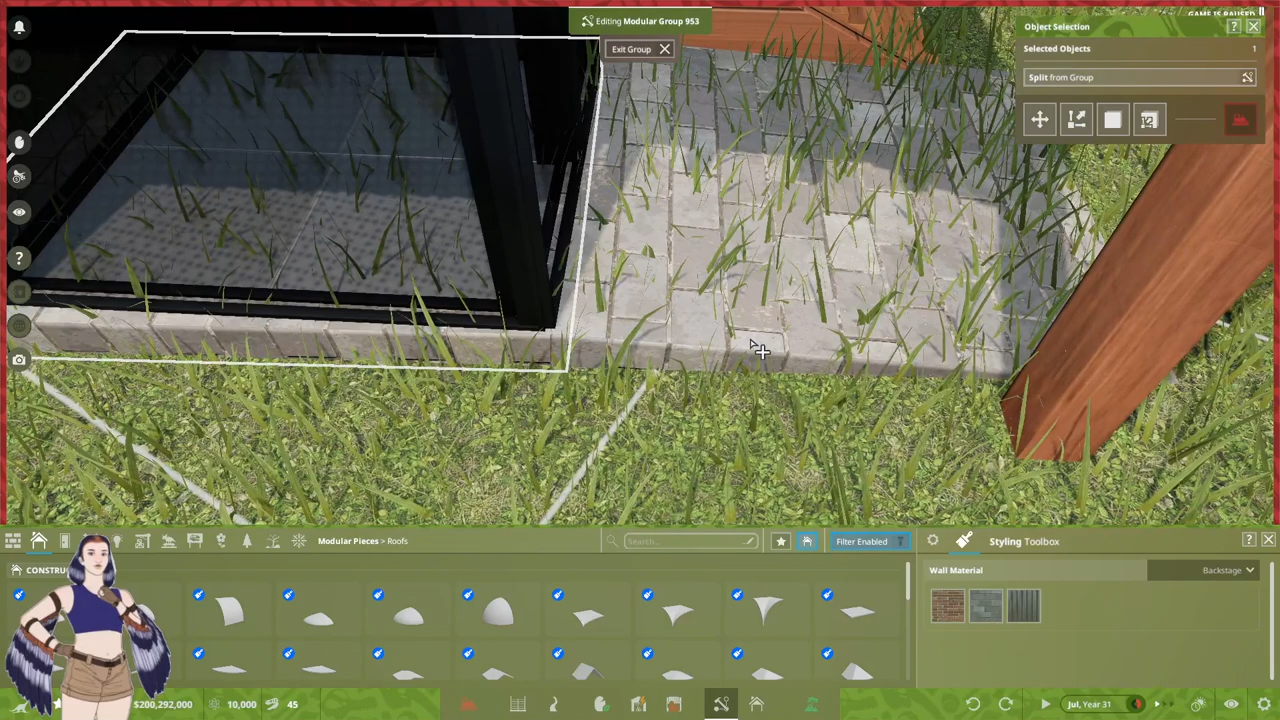 Editing Modular Group 953
GAME IS PAUSED
Exit Group
Object Selection
?
Selected Objects 1
Split from Group
?
Modular Pieces > Roofs
Search...
Filter Enabled
Styling Toolbox
?
CONSTRU
Wall Material
Backstage
$200,292,000
10,000
45
Jul, Year 31